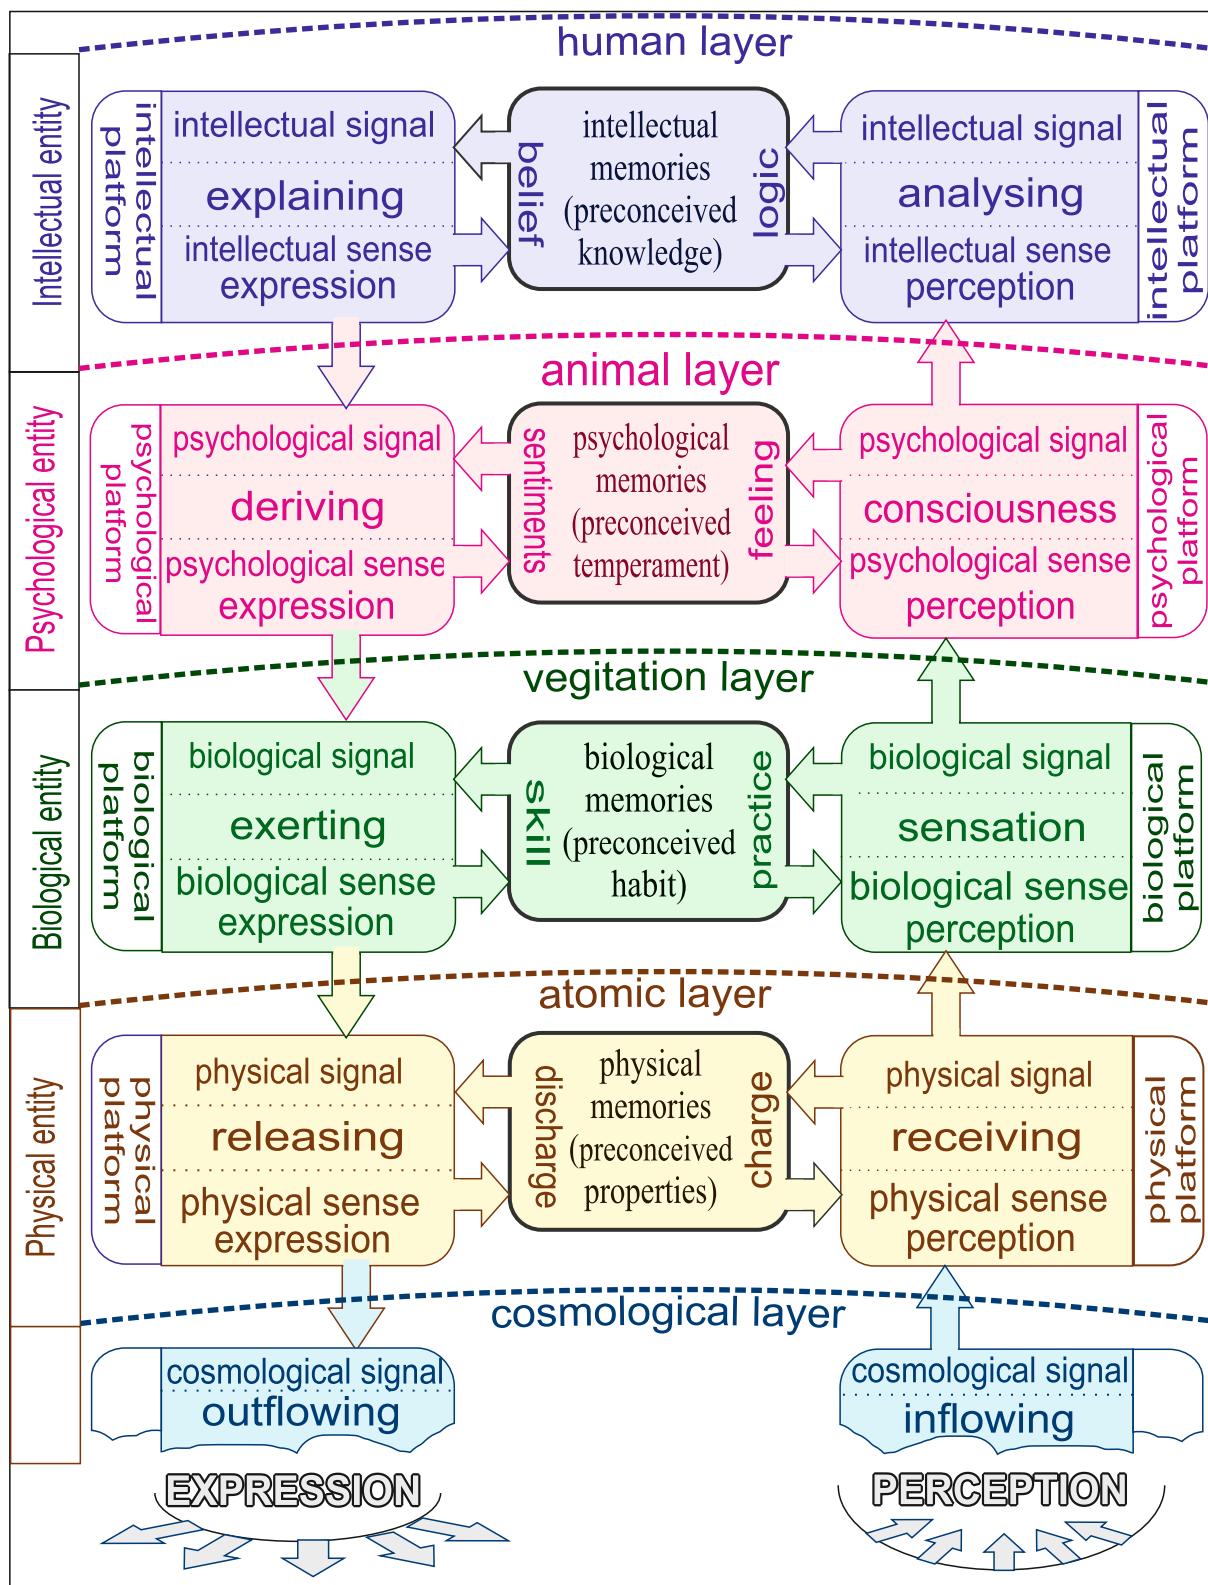 human layer
Intellectual entity
intellectual
platform
intellectual signal
explaining
intellectual sense
expression
belief
intellectual
memories
(preconceived
knowledge)
logic
intellectual signal
analysing
intellectual sense
perception
intellectual
platform
animal layer
Psychological entity
psychological
platform
psychological signal
deriving
psychological sense
expression
sentiments
psychological
memories
(preconceived
temperament)
feeling
psychological signal
consciousness
psychological sense
perception
psychological
platform
vegitation layer
Biological entity
biological
platform
biological signal
exerting
biological sense
expression
skill
biological
memories
(preconceived
habit)
practice
biological signal
sensation
biological sense
perception
biological
platform
atomic layer
Physical entity
physical
platform
physical signal
releasing
physical sense
expression
discharge
physical
memories
(preconceived
properties)
charge
physical signal
receiving
physical sense
perception
physical
platform
cosmological layer
cosmological signal
outflowing
cosmological signal
inflowing
EXPRESSION
PERCEPTION